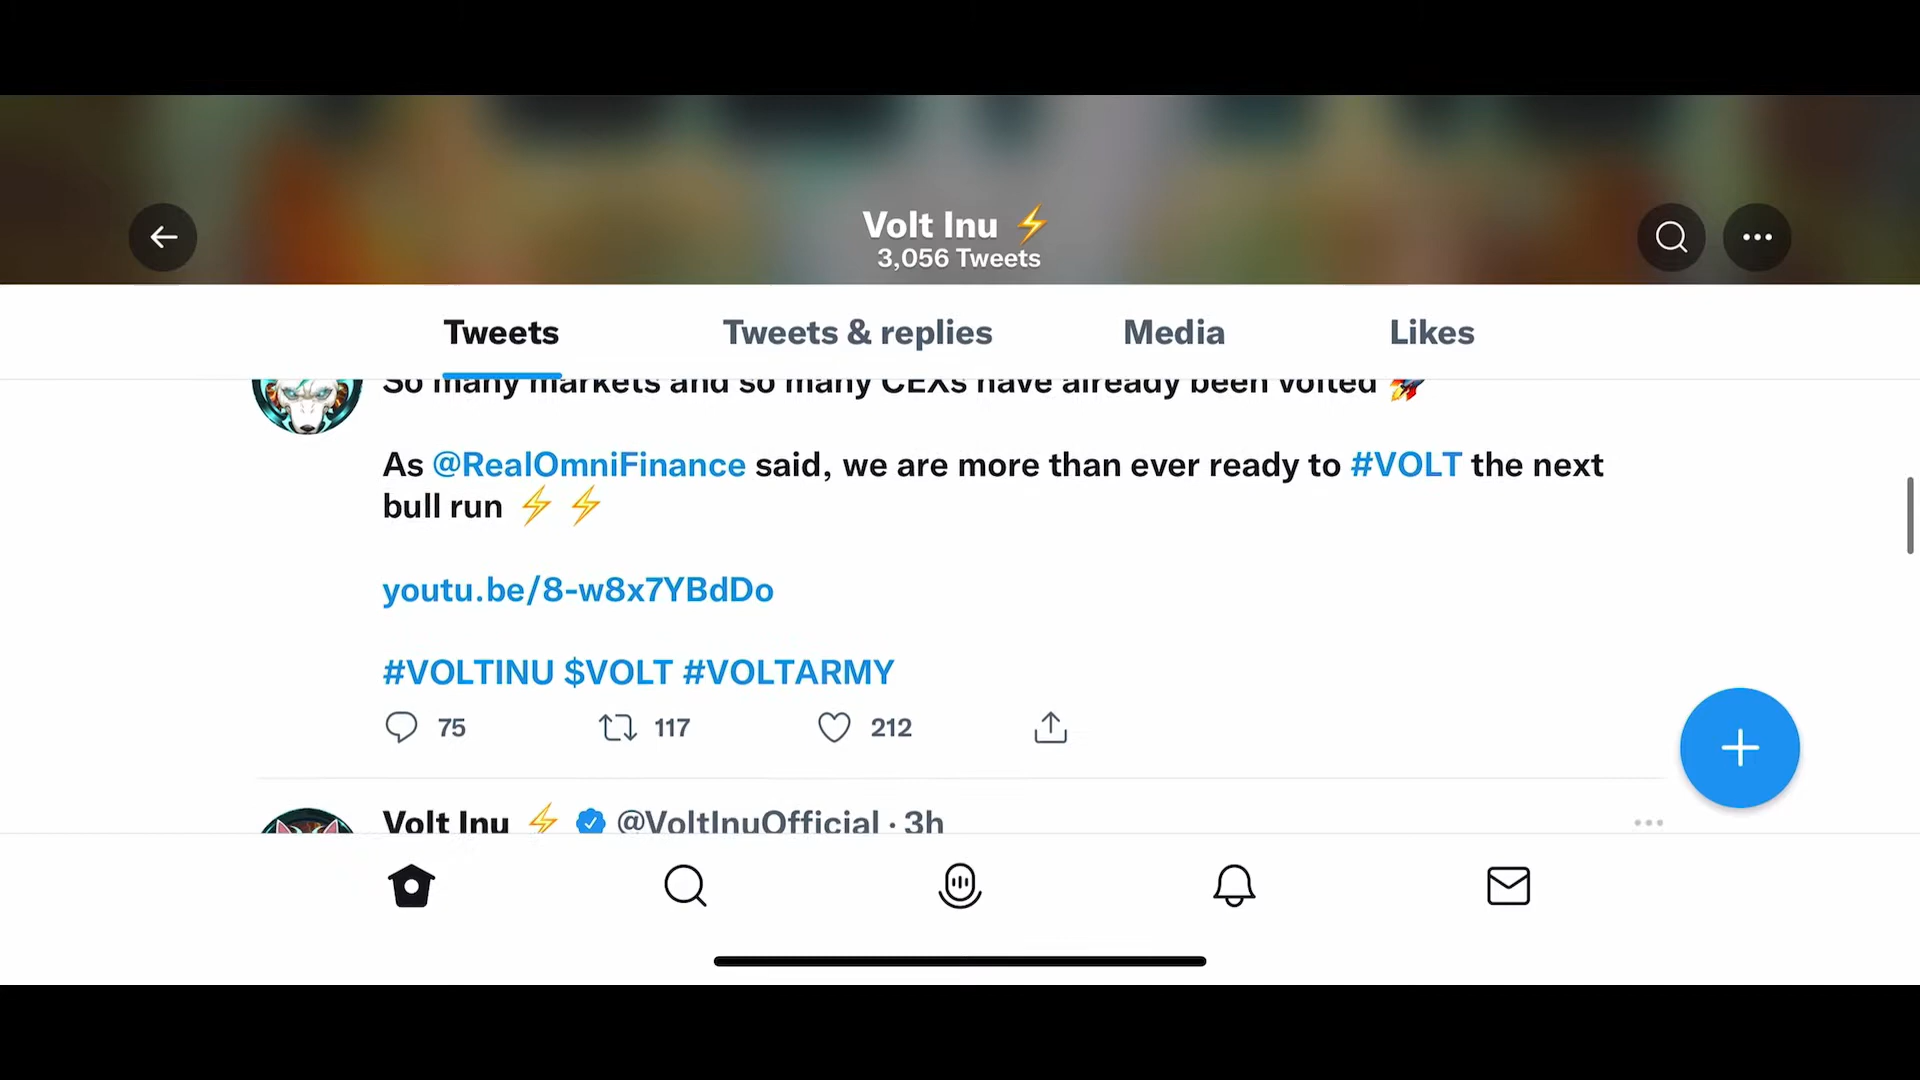 Volt Inu ⚡
3,056 Tweets
Tweets Tweets & replies Media Likes
So many markets and so many CEXs have already been volted 🚀
As @RealOmniFinance said, we are more than ever ready to #VOLT the next
bull run ⚡ ⚡
youtu.be/8-w8x7YBdDo
#VOLTINU $VOLT #VOLTARMY
75 117 212
Volt Inu ⚡ @VoltInuOfficial · 3h